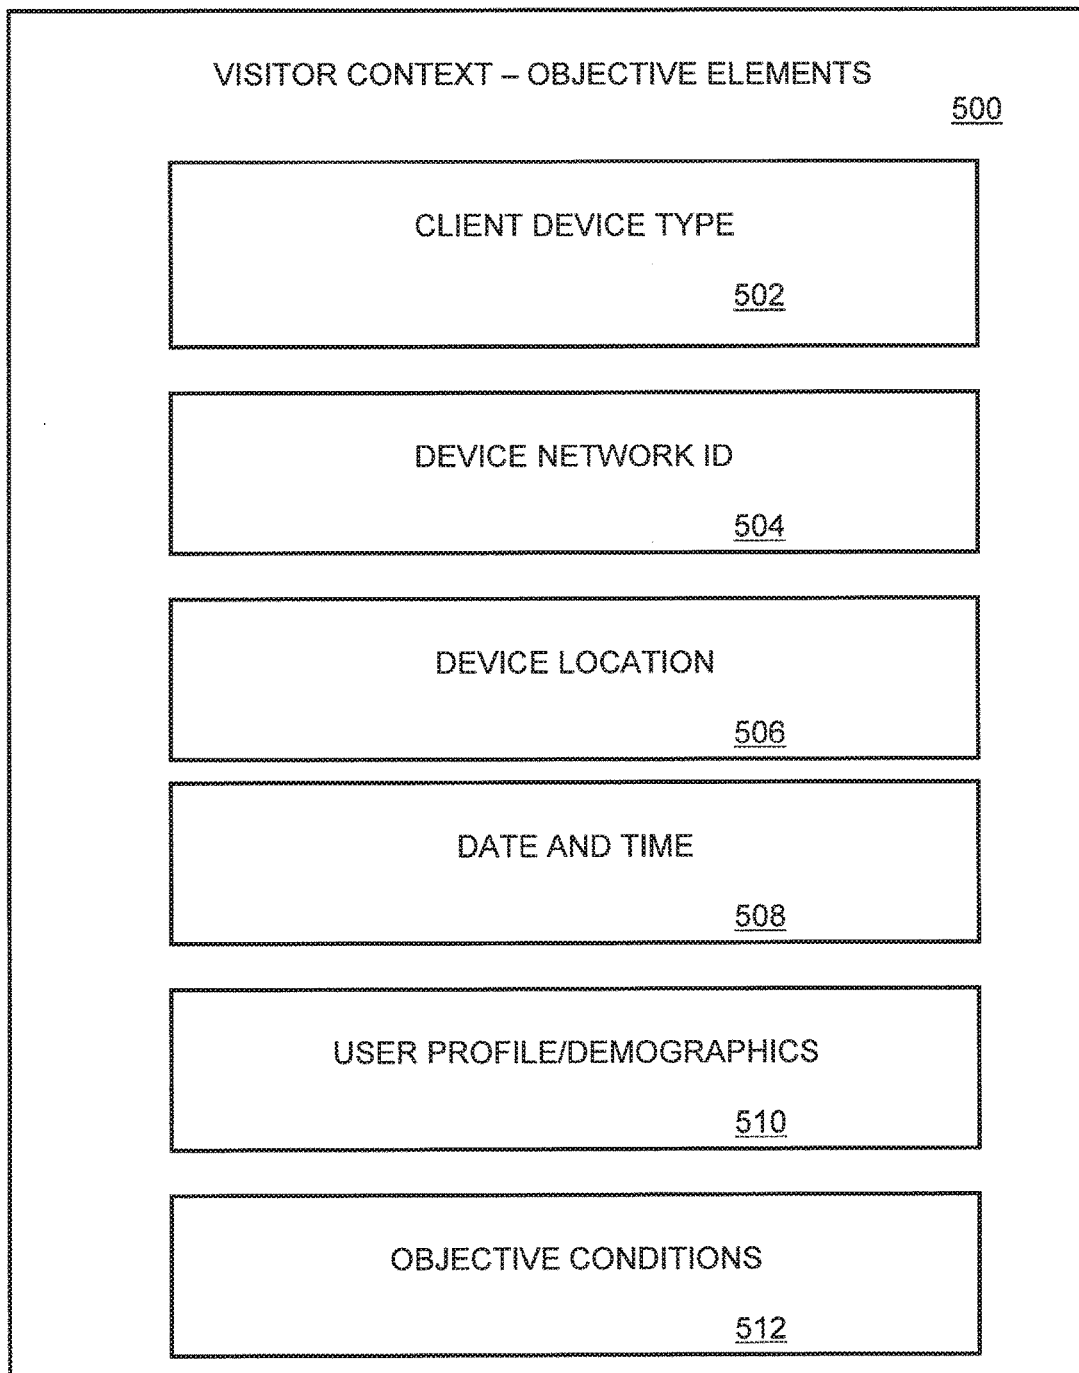 VISITOR CONTEXT – OBJECTIVE ELEMENTS
500
CLIENT DEVICE TYPE
502
DEVICE NETWORK ID
504
DEVICE LOCATION
506
DATE AND TIME
508
USER PROFILE/DEMOGRAPHICS
510
OBJECTIVE CONDITIONS
512